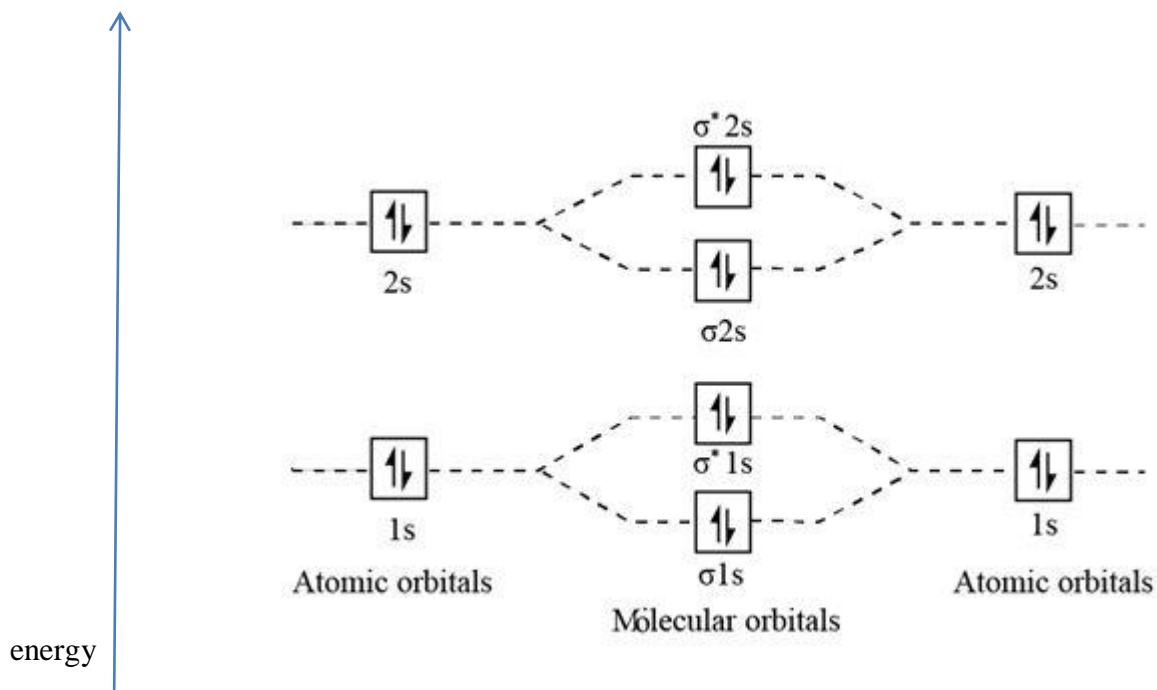 σ* 2s
2s
2s
σ2s
σ* 1s
1s
1s
σ1s
Atomic orbitals
Atomic orbitals
Molecular orbitals
energy